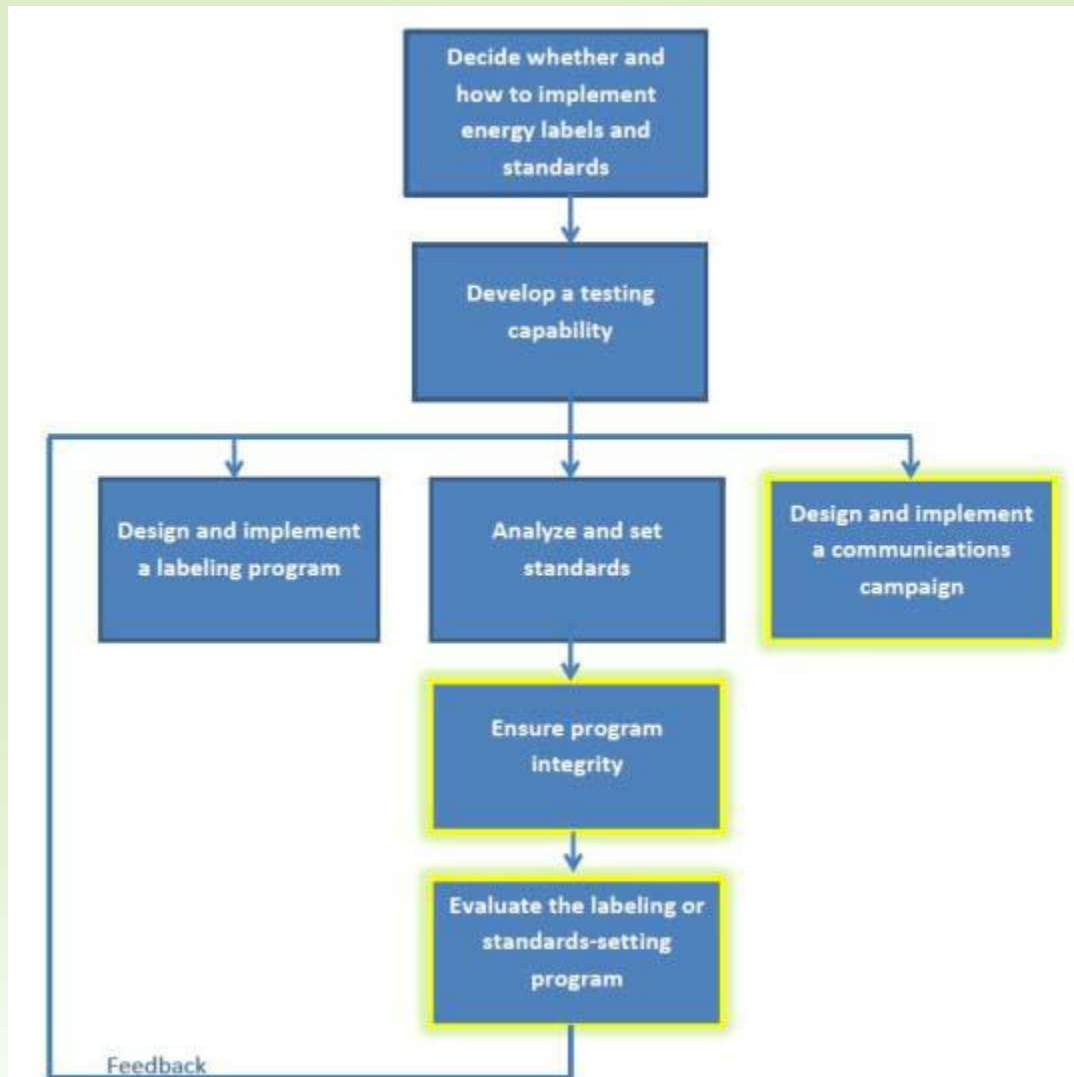 Decide whether and
how to implement
energy labels and
standards
Develop a testing
capability
Design and implement
a labeling program
Analyze and set
standards
Design and implement
a communications
campaign
Ensure program
integrity
Evaluate the labeling or
standards-setting
program
Feedback